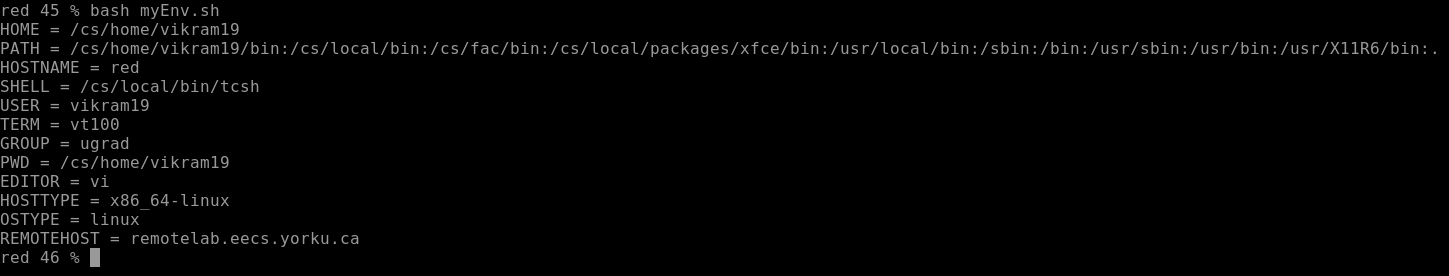 red 45 % bash myEnv.sh
HOME = /cs/home/vikram19
PATH = /cs/home/vikram19/bin:/cs/local/bin:/cs/fac/bin:/cs/local/packages/xfce/bin:/usr/local/bin:/sbin:/bin:/usr/sbin:/usr/bin:/usr/X11R6/bin:.
HOSTNAME = red
SHELL = /cs/local/bin/tcsh
USER = vikram19
TERM = vt100
GROUP = ugrad
PWD = /cs/home/vikram19
EDITOR = vi
HOSTTYPE = x86_64-linux
OSTYPE = linux
REMOTEHOST = remotelab.eecs.yorku.ca
red 46 %